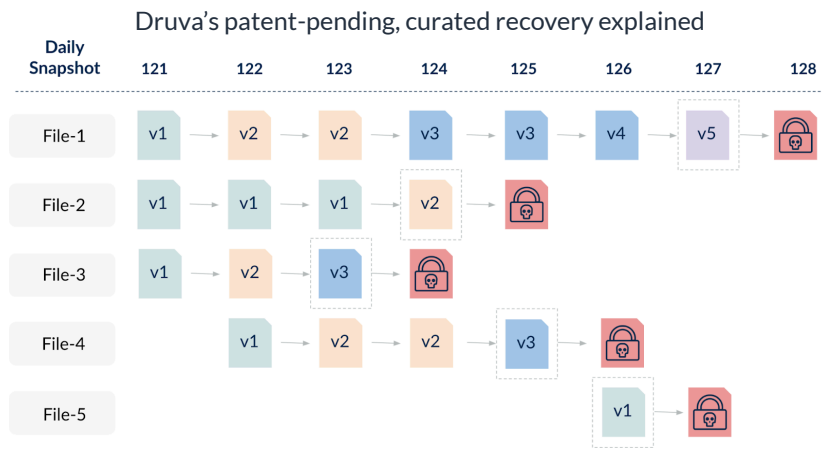 Druva's patent-pending, curated recovery explained
Daily
Snapshot 121 122 123 124 125 126 127 128
File-1 v1 v2 v2 v3 v3 v4 v5
File-2 v1 v1 v1 v2
File-3 v1 v2 v3
File-4 v1 v2 v2 v3
File-5 v1